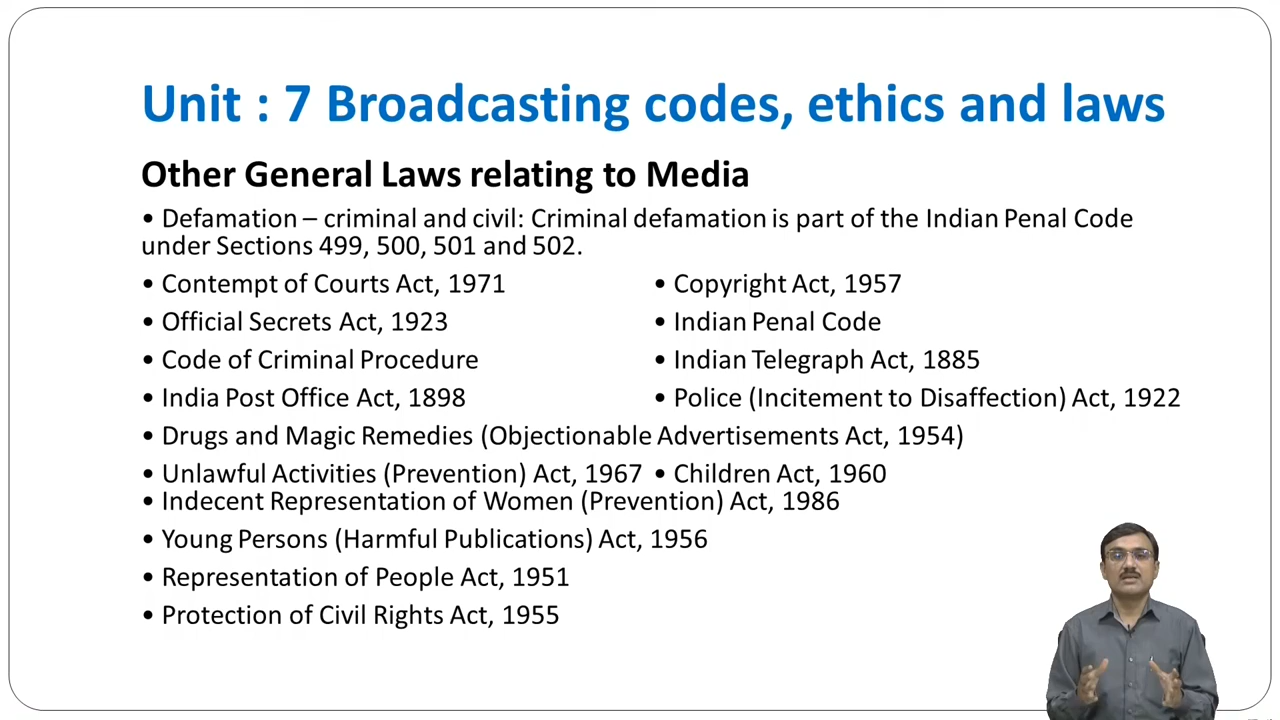 Unit : 7 Broadcasting codes, ethics and laws
Other General Laws relating to Media
• Defamation – criminal and civil: Criminal defamation is part of the Indian Penal Code
under Sections 499, 500, 501 and 502.
• Contempt of Courts Act, 1971 • Copyright Act, 1957
• Official Secrets Act, 1923 • Indian Penal Code
• Code of Criminal Procedure • Indian Telegraph Act, 1885
• India Post Office Act, 1898 • Police (Incitement to Disaffection) Act, 1922
• Drugs and Magic Remedies (Objectionable Advertisements Act, 1954)
• Unlawful Activities (Prevention) Act, 1967 • Children Act, 1960
• Indecent Representation of Women (Prevention) Act, 1986
• Young Persons (Harmful Publications) Act, 1956
• Representation of People Act, 1951
• Protection of Civil Rights Act, 1955